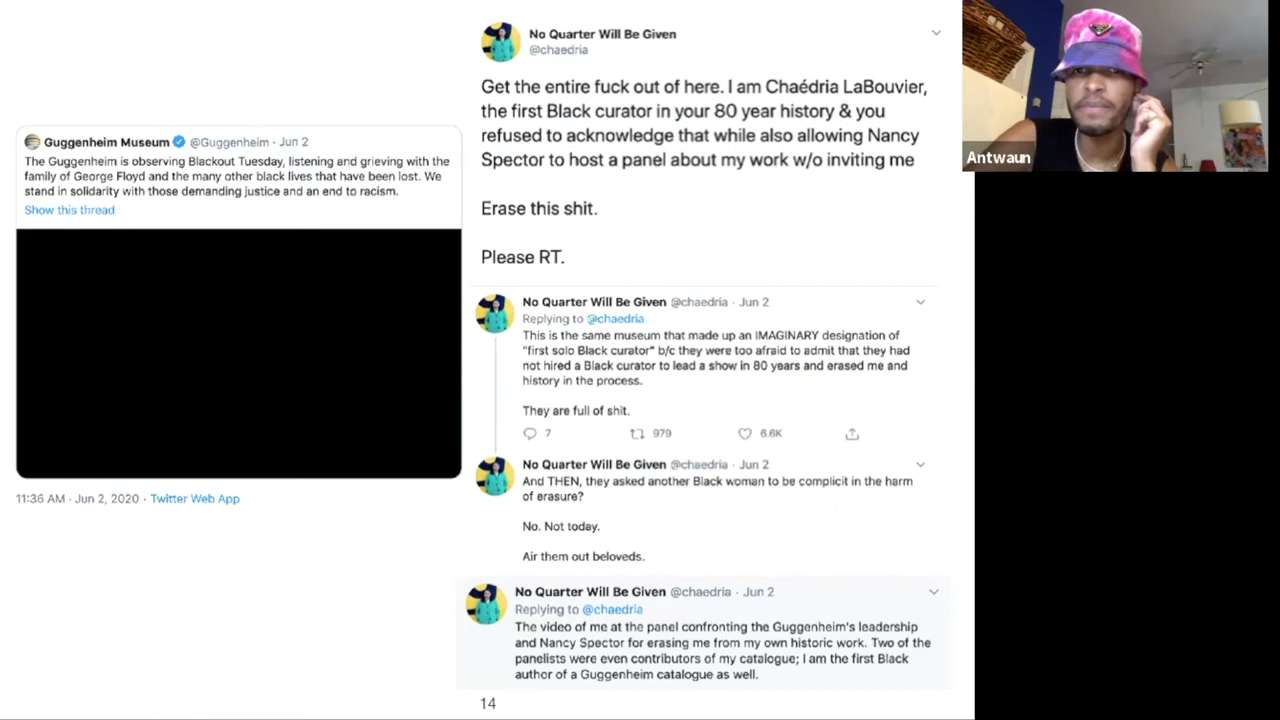 Guggenheim Museum @Guggenheim · Jun 2
The Guggenheim is observing Blackout Tuesday, listening and grieving with the
family of George Floyd and the many other black lives that have been lost. We
stand in solidarity with those demanding justice and an end to racism.
Show this thread
11:36 AM · Jun 2, 2020 · Twitter Web App
No Quarter Will Be Given
@chaedria
Get the entire fuck out of here. I am Chaédria LaBouvier,
the first Black curator in your 80 year history & you
refused to acknowledge that while also allowing Nancy
Spector to host a panel about my work w/o inviting me
Erase this shit.
Please RT.
No Quarter Will Be Given @chaedria · Jun 2
Replying to @chaedria
This is the same museum that made up an IMAGINARY designation of
"first solo Black curator" b/c they were too afraid to admit that they had
not hired a Black curator to lead a show in 80 years and erased me and
history in the process.
They are full of shit.
7 979 6.6K
No Quarter Will Be Given @chaedria · Jun 2
And THEN, they asked another Black woman to be complicit in the harm
of erasure?
No. Not today.
Air them out beloveds.
No Quarter Will Be Given @chaedria · Jun 2
Replying to @chaedria
The video of me at the panel confronting the Guggenheim's leadership
and Nancy Spector for erasing me from my own historic work. Two of the
panelists were even contributors of my catalogue; I am the first Black
author of a Guggenheim catalogue as well.
14
Antwaun